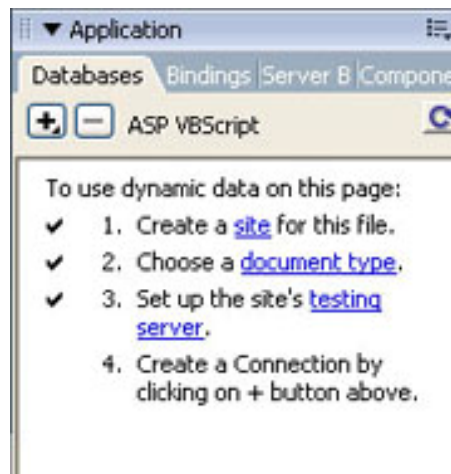 Application
Databases Bindings Server B Compone
ASP VBScript
To use dynamic data on this page:
1. Create a site for this file.
2. Choose a document type.
3. Set up the site's testing
server.
4. Create a Connection by
clicking on + button above.